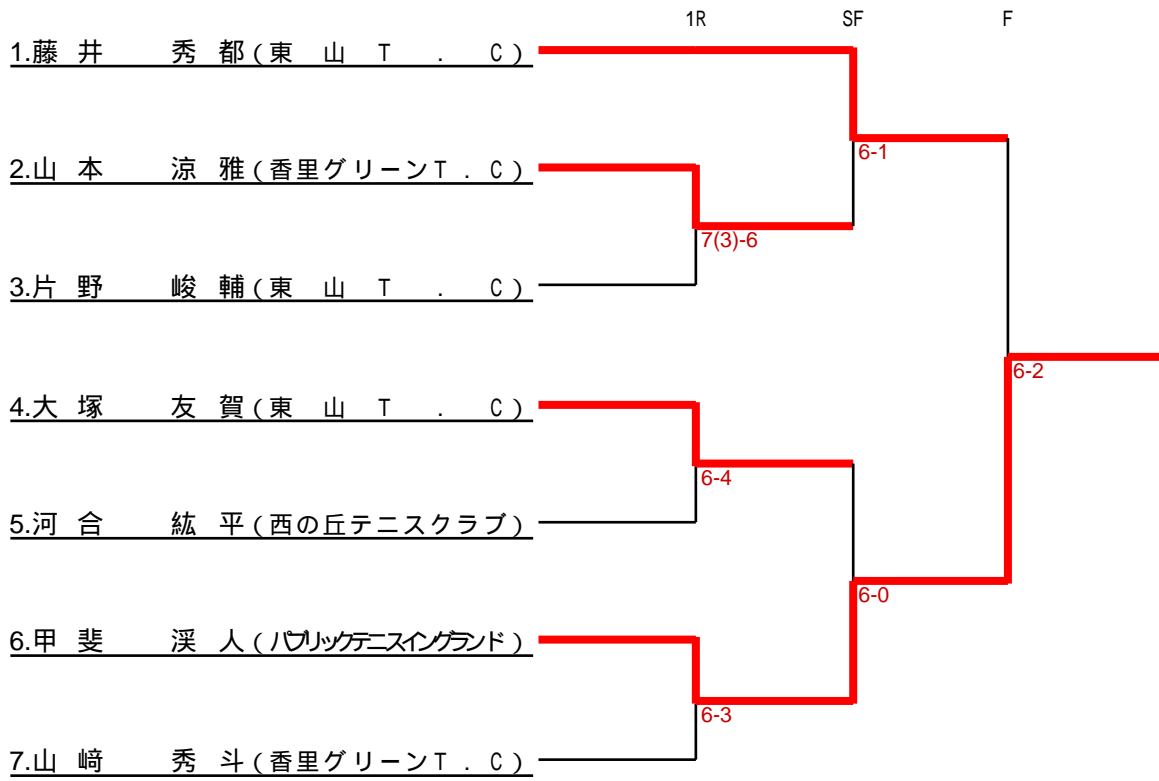 1R SF F
1.藤井 秀都(東山T.C)
6-1
2.山本 涼雅(香里グリーンT.C)
7(3)-6
3.片野 峻輔(東山T.C)
6-2
4.大塚 友賀(東山T.C)
6-4
5.河合 紘平(西の丘テニスクラブ)
6-0
6.甲斐 渓人(パブリックテニスイングランド)
6-3
7.山﨑 秀斗(香里グリーンT.C)